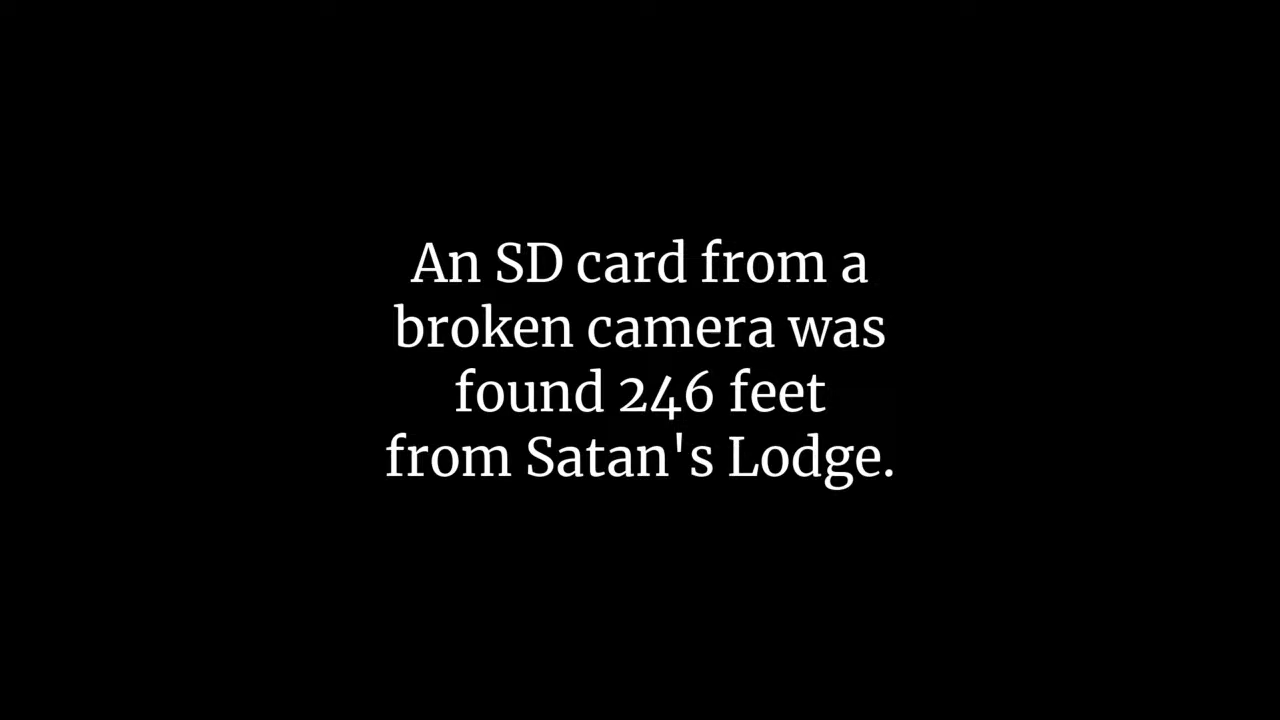 An SD card from a
broken camera was
found 246 feet
from Satan's Lodge.